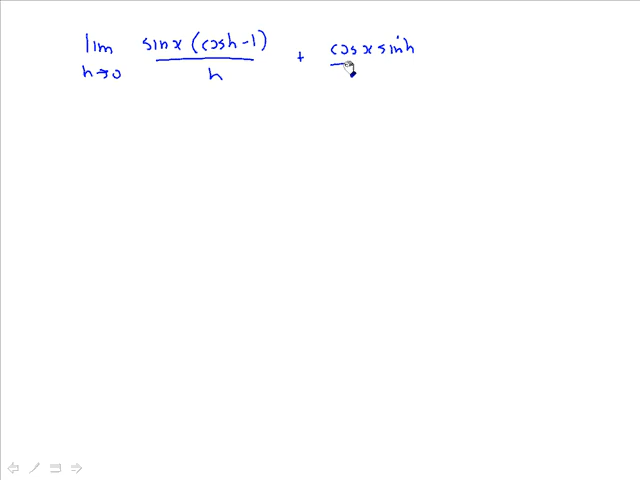 lim sinx (cosh-1) / h + cosx sinh
h→0